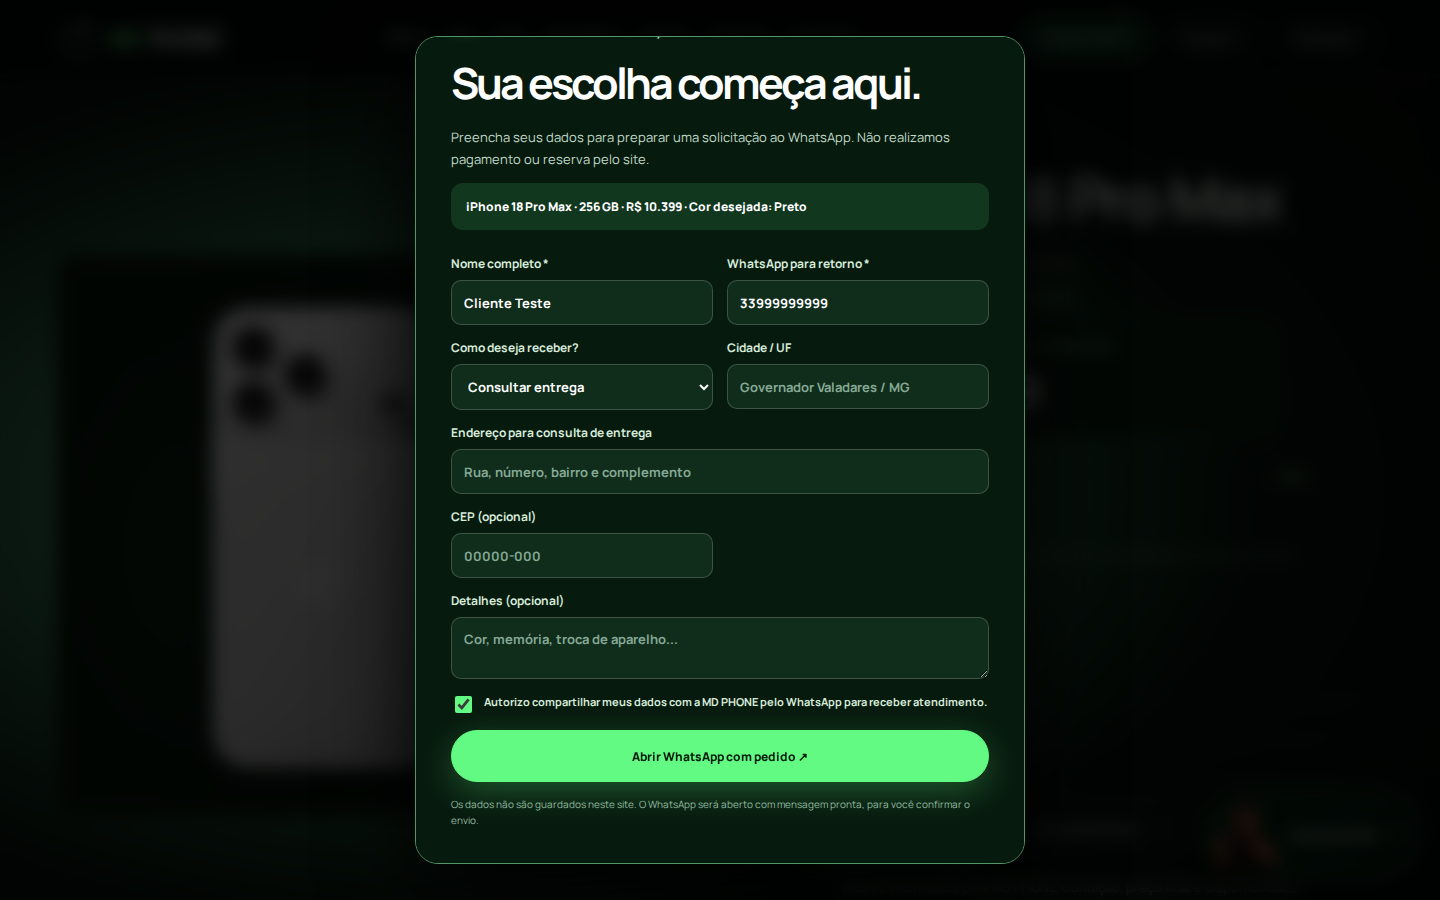 Sua escolha começa aqui.
Preencha seus dados para preparar uma solicitação ao WhatsApp. Não realizamos
pagamento ou reserva pelo site.
iPhone 18 Pro Max · 256 GB · R$ 10.399 · Cor desejada: Preto
Nome completo *
WhatsApp para retorno *
Cliente Teste
33999999999
Como deseja receber?
Cidade / UF
Consultar entrega
Governador Valadares / MG
Endereço para consulta de entrega
Rua, número, bairro e complemento
CEP (opcional)
00000-000
Detalhes (opcional)
Cor, memória, troca de aparelho...
Autorizo compartilhar meus dados com a MD PHONE pelo WhatsApp para receber atendimento.
Abrir WhatsApp com pedido ↗
Os dados não são guardados neste site. O WhatsApp será aberto com mensagem pronta, para você confirmar o
envio.
Pro Max